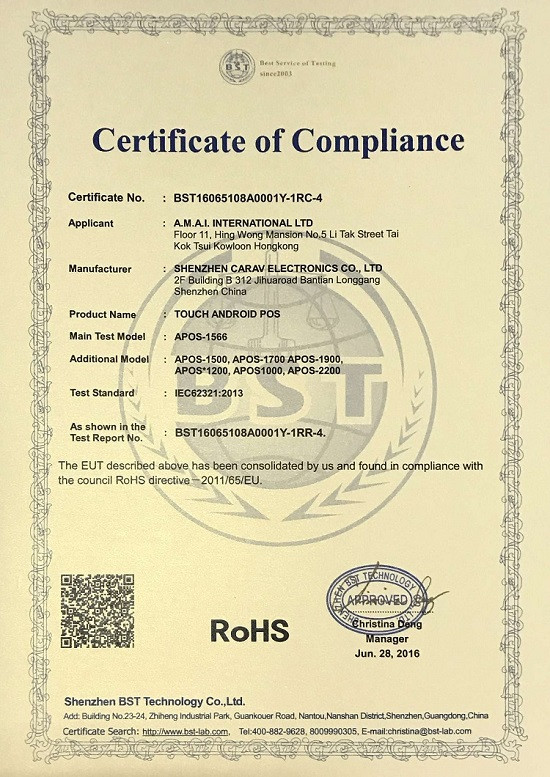 BST
Best Service of Testing
since2003
Certificate of Compliance
Certificate No. : BST16065108A0001Y-1RC-4
Applicant : A.M.A.I. INTERNATIONAL LTD
Floor 11, Hing Wong Mansion No.5 Li Tak Street Tai
Kok Tsui Kowloon Hongkong
Manufacturer : SHENZHEN CARAV ELECTRONICS CO., LTD
2F Building B 312 Jihuaroad Bantian Longgang
Shenzhen China
Product Name : TOUCH ANDROID POS
Main Test Model : APOS-1566
Additional Model : APOS-1500, APOS-1700 APOS-1900,
APOS*1200, APOS1000, APOS-2200
BST
Test Standard : IEC62321:2013
As shown in the
Test Report No. : BST16065108A0001Y-1RR-4.
The EUT described above has been consolidated by us and found in compliance with
the council RoHS directive－2011/65/EU.
SHENZHEN BST TECHNOLOGY
APPROVED
RoHS
Christina Deng
Manager
Jun. 28, 2016
Shenzhen BST Technology Co.,Ltd.
Add: Building No.23-24, Zhiheng Industrial Park, Guankouer Road, Nantou,Nanshan District,Shenzhen,Guangdong,China
Certificate Search: http://www.bst-lab.com, Tel:400-882-9628, 8009990305, E-mail:christina@bst-lab.com